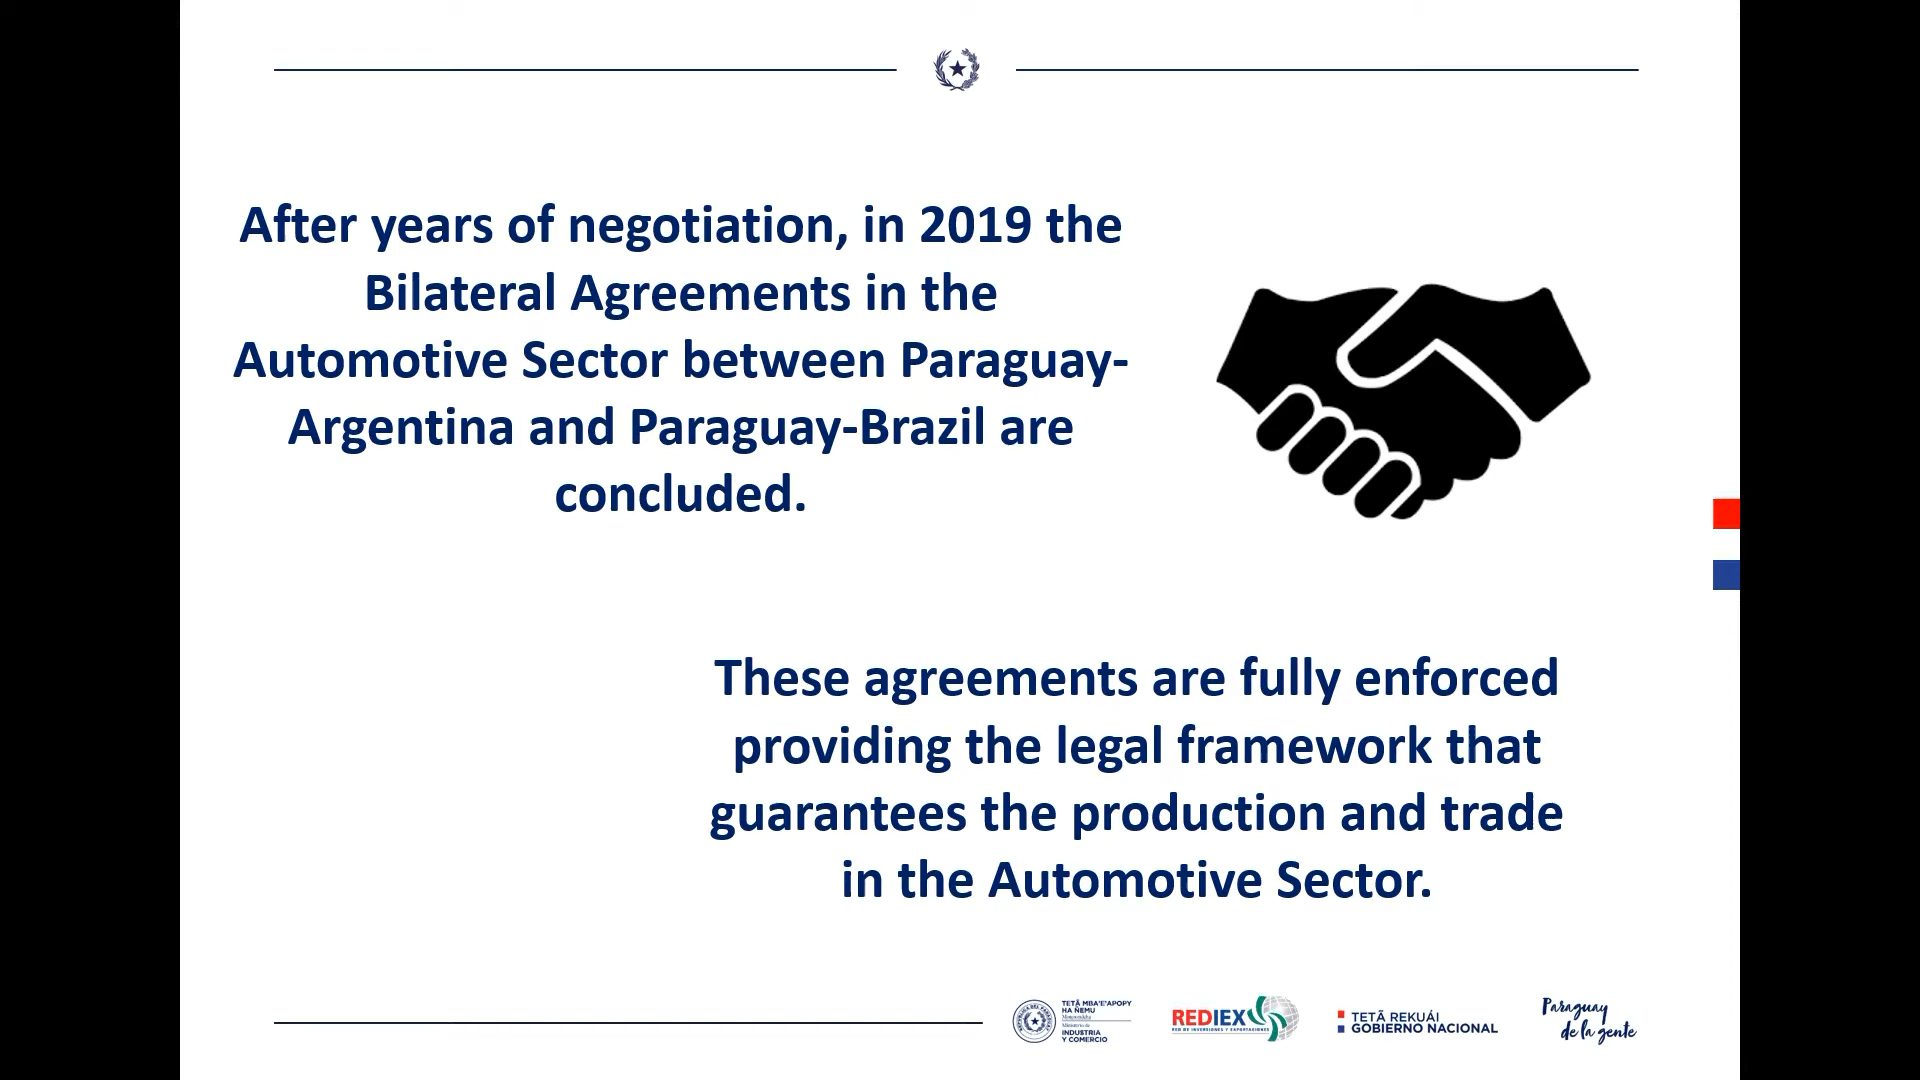 After years of negotiation, in 2019 the
Bilateral Agreements in the
Automotive Sector between Paraguay-
Argentina and Paraguay-Brazil are
concluded.
These agreements are fully enforced
providing the legal framework that
guarantees the production and trade
in the Automotive Sector.
TETÃ MBA'E'APOPY
HA ÑEMU
Ministerio de
INDUSTRIA
Y COMERCIO
REDIEX
RED DE INVERSIONES Y EXPORTACIONES
TETÃ REKUÁI
GOBIERNO NACIONAL
Paraguay
de la gente